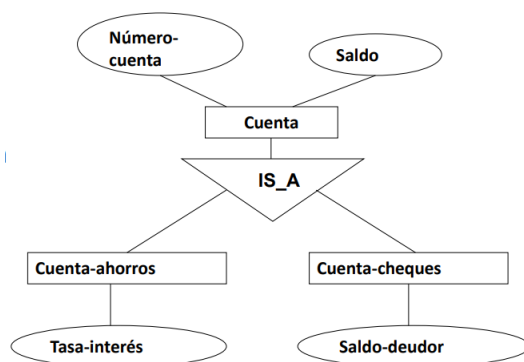 Número-
cuenta
Saldo
Cuenta
IS_A
Cuenta-ahorros
Cuenta-cheques
Tasa-interés
Saldo-deudor